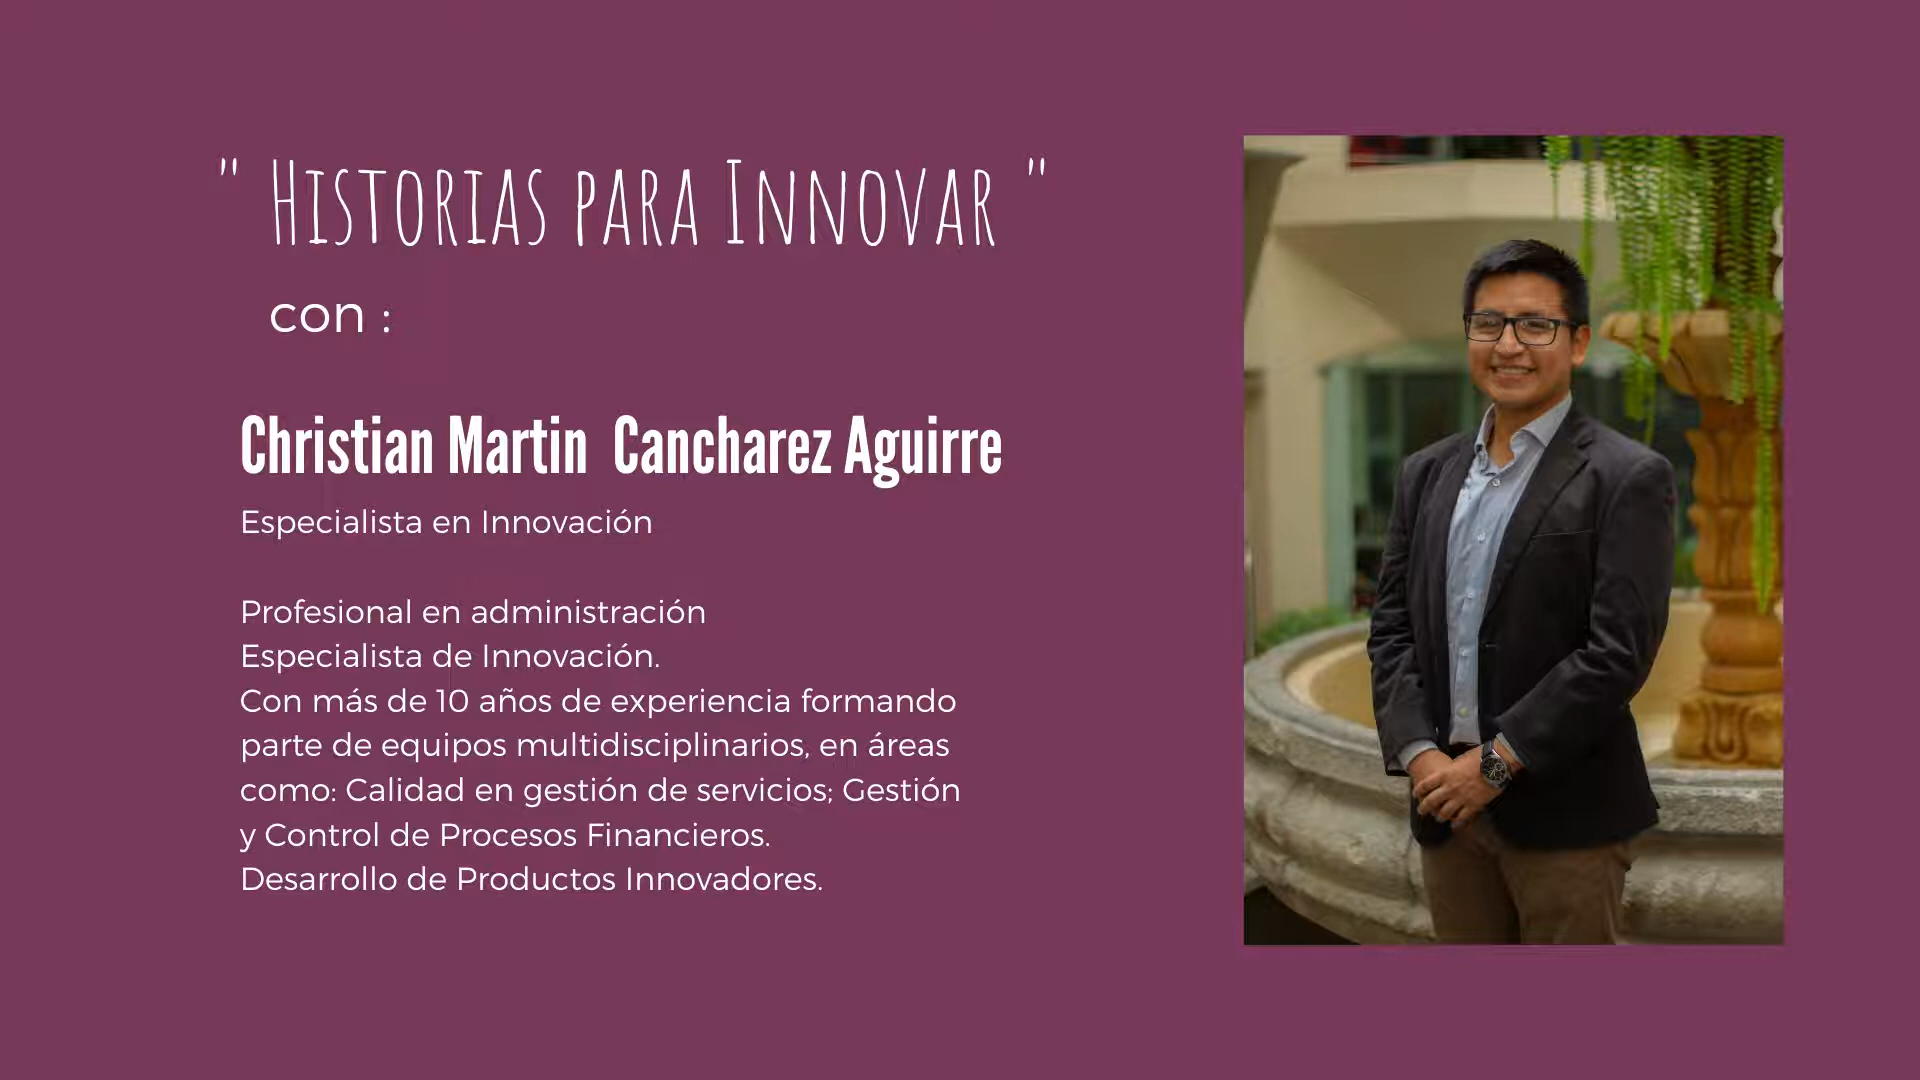 " Historias para Innovar "
con :
Christian Martin Cancharez Aguirre
Especialista en Innovación
Profesional en administración
Especialista de Innovación.
Con más de 10 años de experiencia formando
parte de equipos multidisciplinarios, en áreas
como: Calidad en gestión de servicios; Gestión
y Control de Procesos Financieros.
Desarrollo de Productos Innovadores.